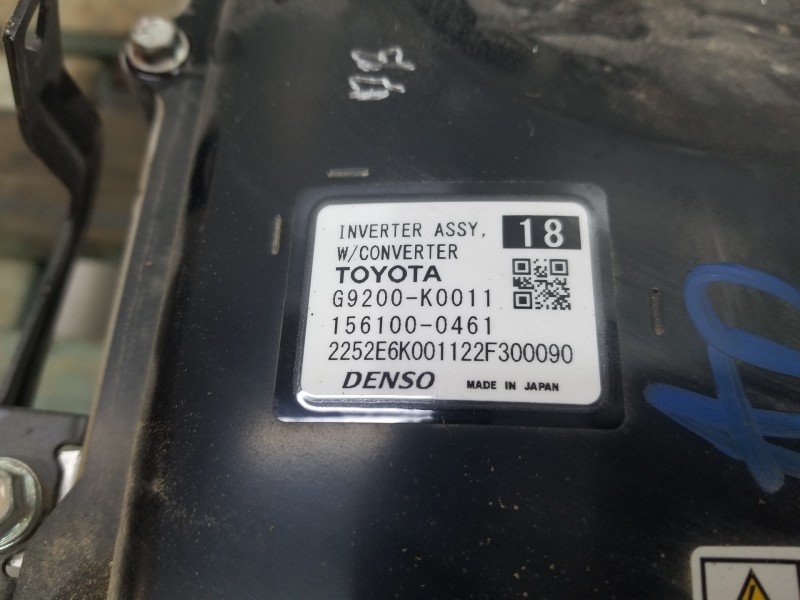 INVERTER ASSY, 18
W/CONVERTER
TOYOTA
G9200-K0011
156100-0461
2252E6K001122F300090
DENSO MADE IN JAPAN